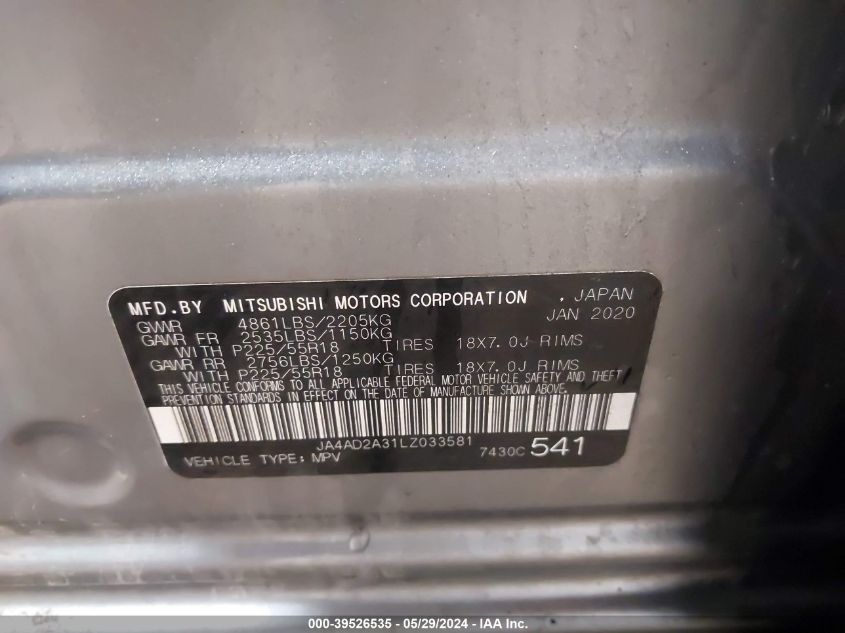 MFD.BY MITSUBISHI MOTORS CORPORATION , JAPAN
GVWR 4861LBS/2205KG JAN 2020
GAWR FR 2535LBS/1150KG
WITH P225/55R18 TIRES 18X7.0J RIMS
GAWR RR 2756LBS/1250KG
WITH P225/55R18 TIRES 18X7.0J RIMS
THIS VEHICLE CONFORMS TO ALL APPLICABLE FEDERAL MOTOR VEHICLE SAFETY AND THEFT
PREVENTION STANDARDS IN EFFECT ON THE DATE OF MANUFACTURE SHOWN ABOVE.
JA4AD2A31LZ033581
VEHICLE TYPE: MPV 7430C 541
000-39526535 - 05/29/2024 - IAA Inc.